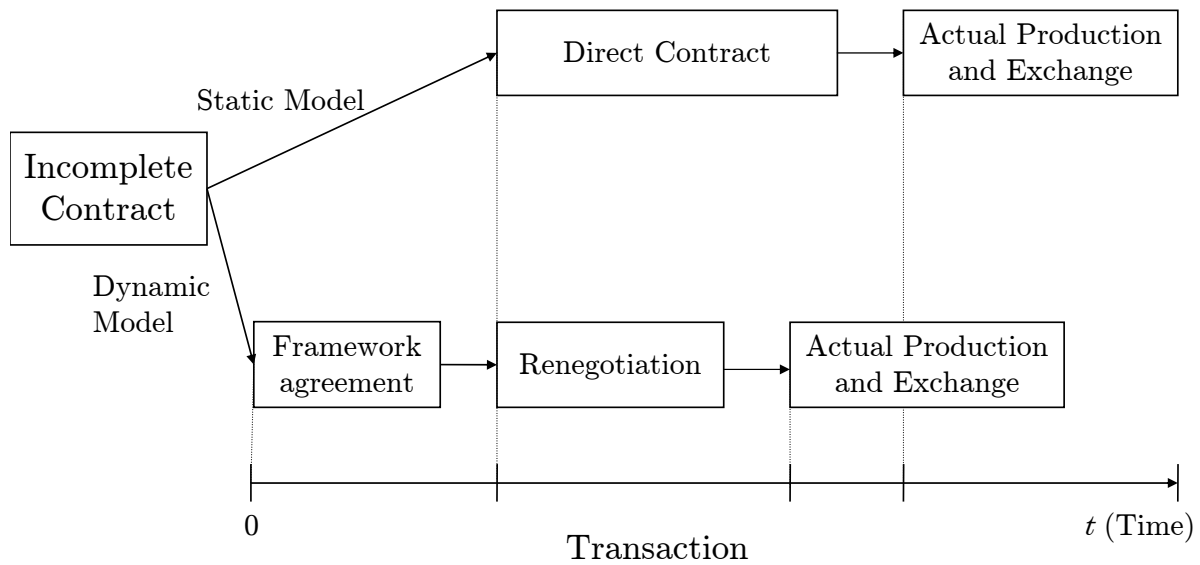 Direct Contract
Actual Production
and Exchange
Static Model
Incomplete
Contract
Dynamic
Model
Framework
agreement
Renegotiation
Actual Production
and Exchange
0
t (Time)
Transaction